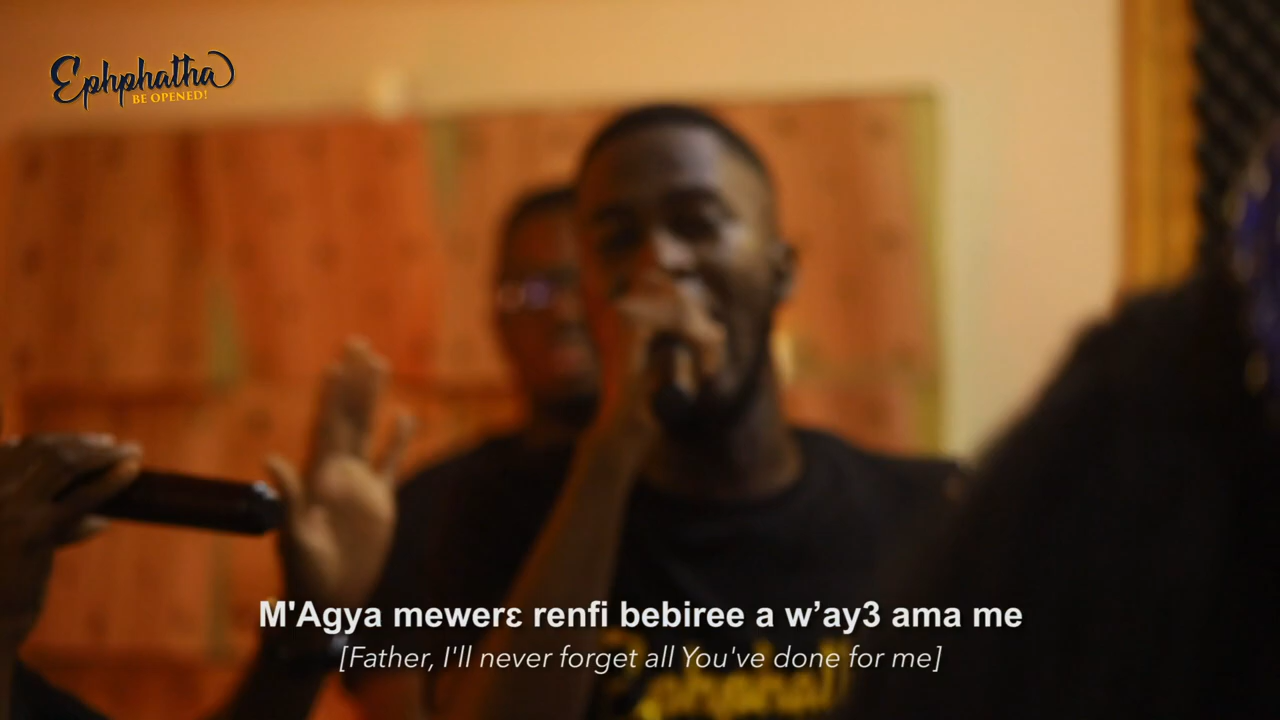 Ephphatha
BE OPENED!
M'Agya mewerɛ renfi bebiree a w’ay3 ama me
[Father, I'll never forget all You've done for me]